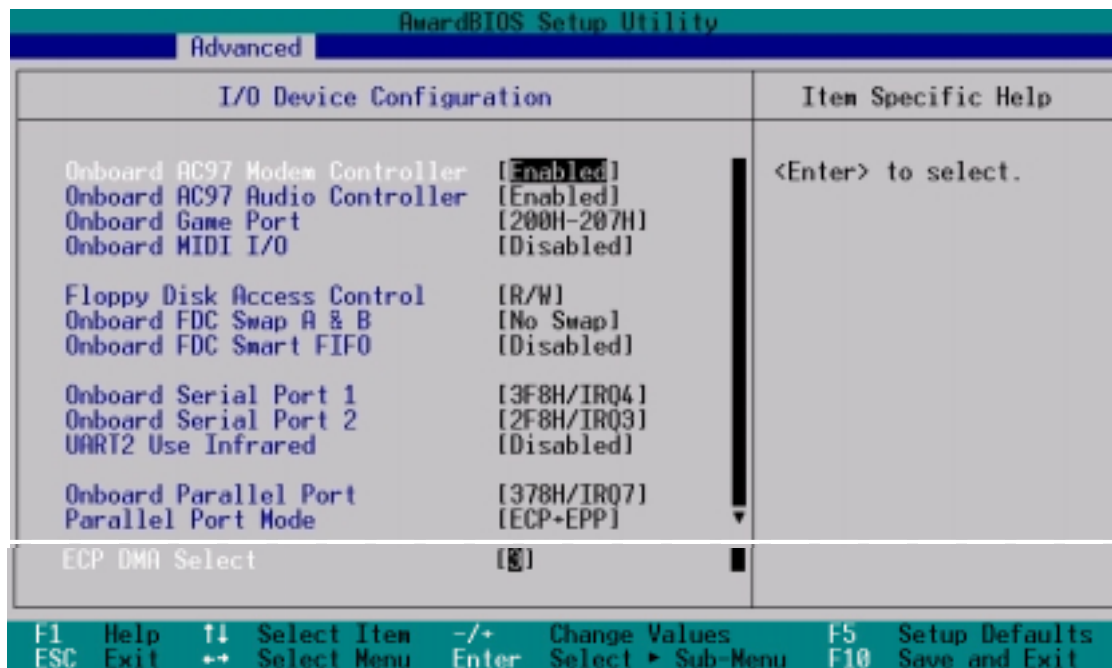 AwardBIOS Setup Utility
Advanced
I/O Device Configuration
Item Specific Help
Onboard AC97 Modem Controller [Enabled]
Onboard AC97 Audio Controller [Enabled]
Onboard Game Port [200H-207H]
Onboard MIDI I/O [Disabled]
Floppy Disk Access Control [R/W]
Onboard FDC Swap A & B [No Swap]
Onboard FDC Smart FIFO [Disabled]
Onboard Serial Port 1 [3F8H/IRQ4]
Onboard Serial Port 2 [2F8H/IRQ3]
UART2 Use Infrared [Disabled]
Onboard Parallel Port [378H/IRQ7]
Parallel Port Mode [ECP+EPP]
ECP DMA Select [3]
<Enter> to select.
F1 Help ↑↓ Select Item -/+ Change Values F5 Setup Defaults
ESC Exit ←→ Select Menu Enter Select ► Sub-Menu F10 Save and Exit